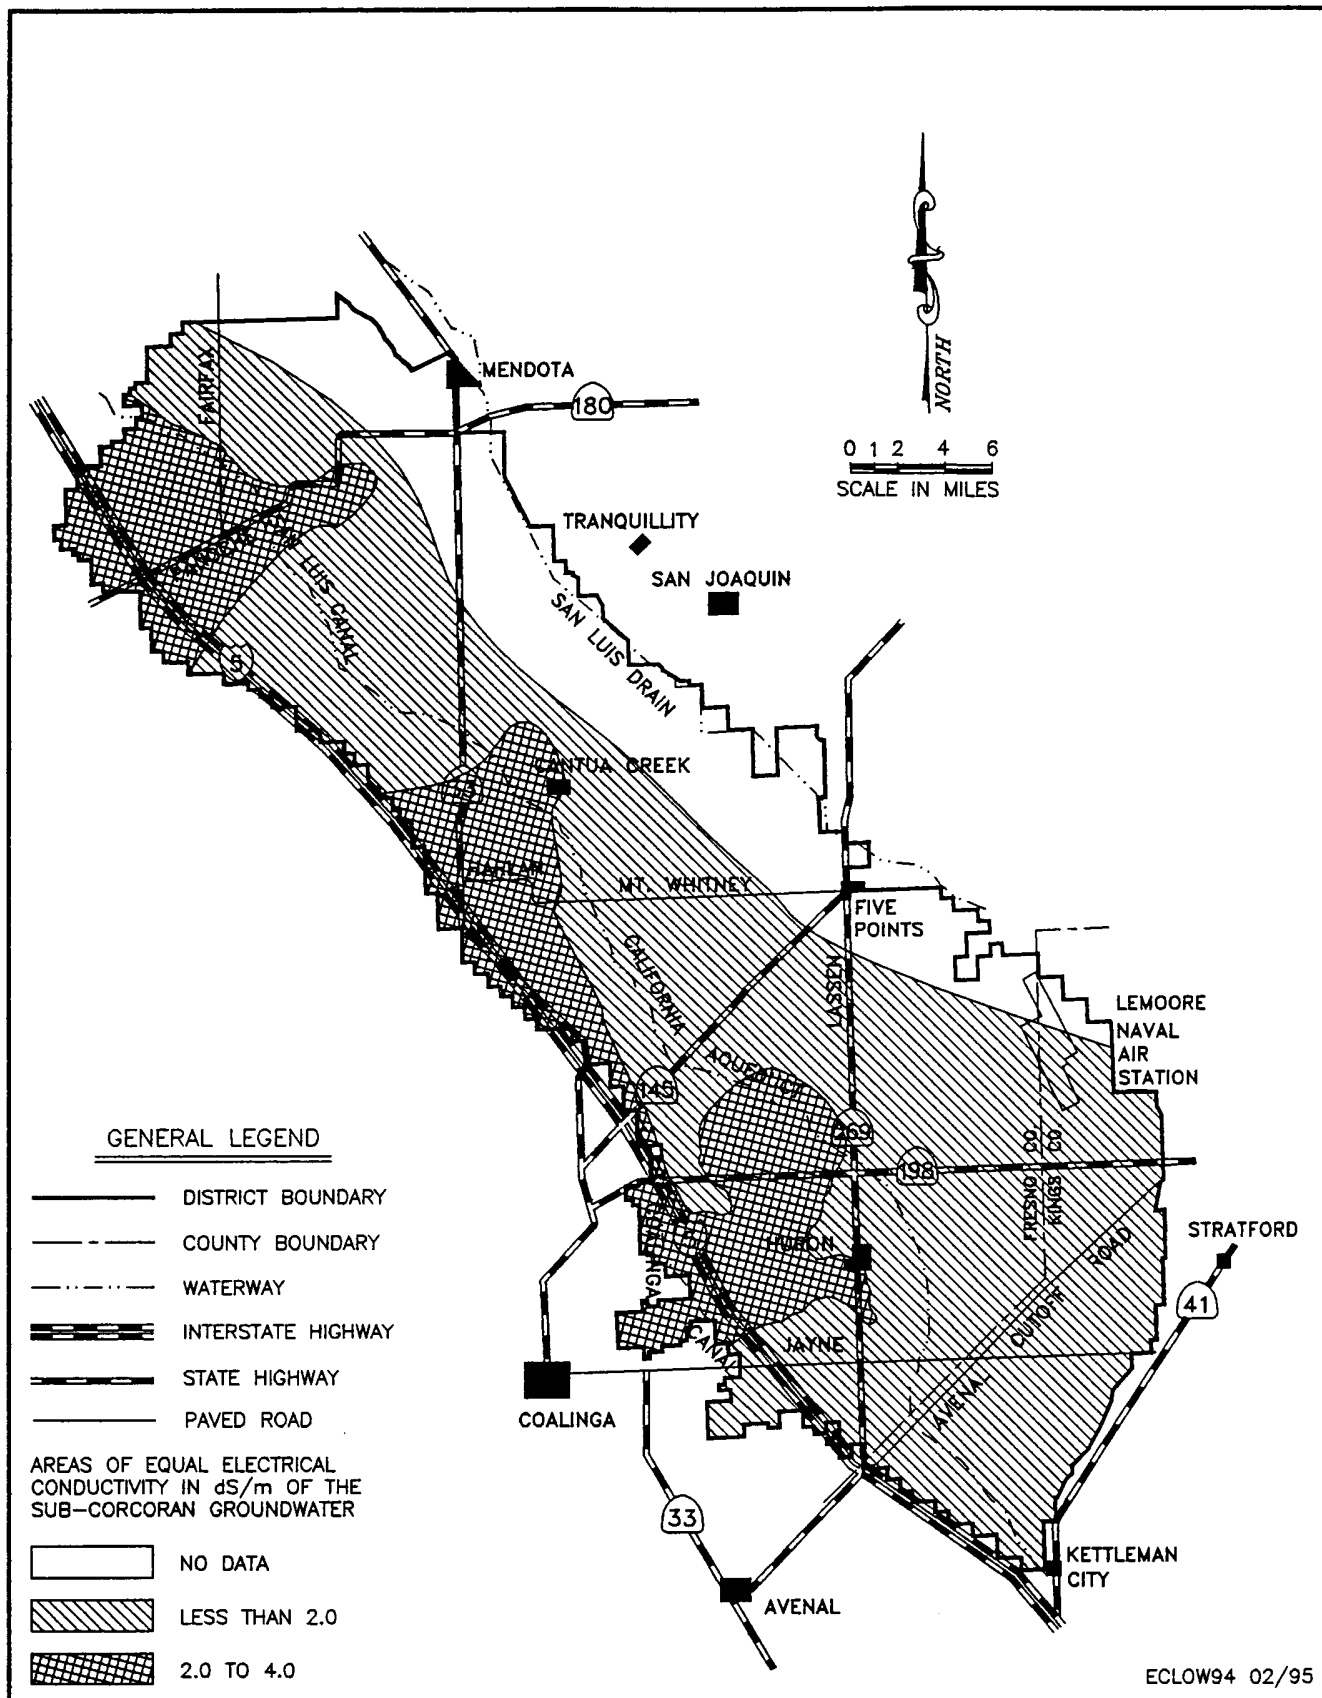 NORTH
0 1 2 4 6
SCALE IN MILES
FAIRFAX
MENDOTA
180
TRANQUILLITY
SAN JOAQUIN
SAN LUIS CANAL
SAN LUIS DRAIN
5
CANTUA CREEK
HARLAN
MT. WHITNEY
FIVE
POINTS
CALIFORNIA
AQUEDUCT
LASSEN
LEMOORE
NAVAL
AIR
STATION
145
269
198
FRESNO CO
KINGS CO
HURON
STRATFORD
41
AVENAL CUTOFF ROAD
COALINGA
CANAL
JAYNE
COALINGA
33
AVENAL
KETTLEMAN
CITY
GENERAL LEGEND
DISTRICT BOUNDARY
COUNTY BOUNDARY
WATERWAY
INTERSTATE HIGHWAY
STATE HIGHWAY
PAVED ROAD
AREAS OF EQUAL ELECTRICAL
CONDUCTIVITY IN dS/m OF THE
SUB-CORCORAN GROUNDWATER
NO DATA
LESS THAN 2.0
2.0 TO 4.0
ECLOW94 02/95